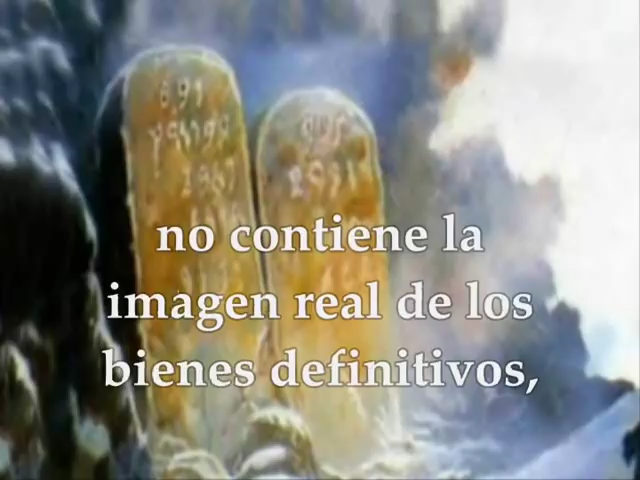 no contiene la
imagen real de los
bienes definitivos,